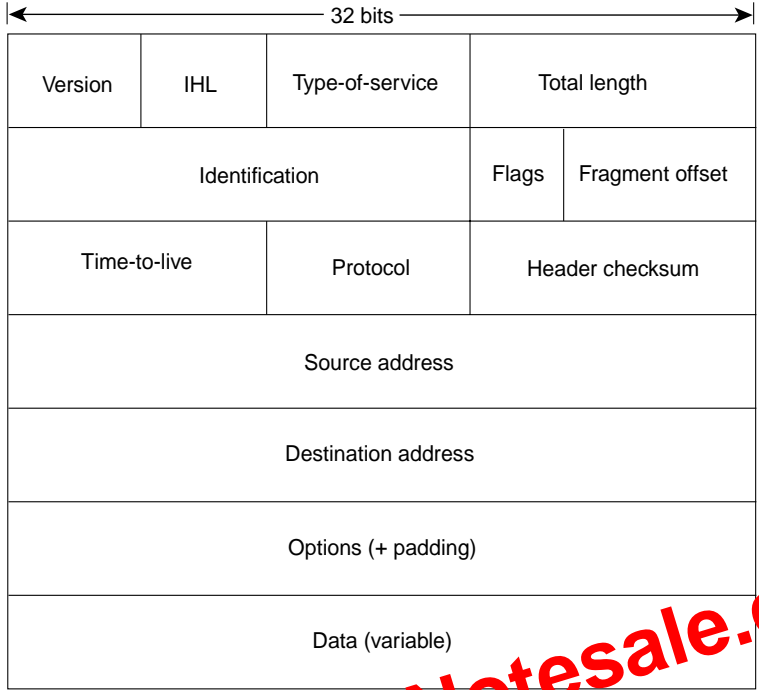 32 bits
Version IHL Type-of-service Total length
Identification Flags Fragment offset
Time-to-live Protocol Header checksum
Source address
Destination address
Options (+ padding)
Data (variable)